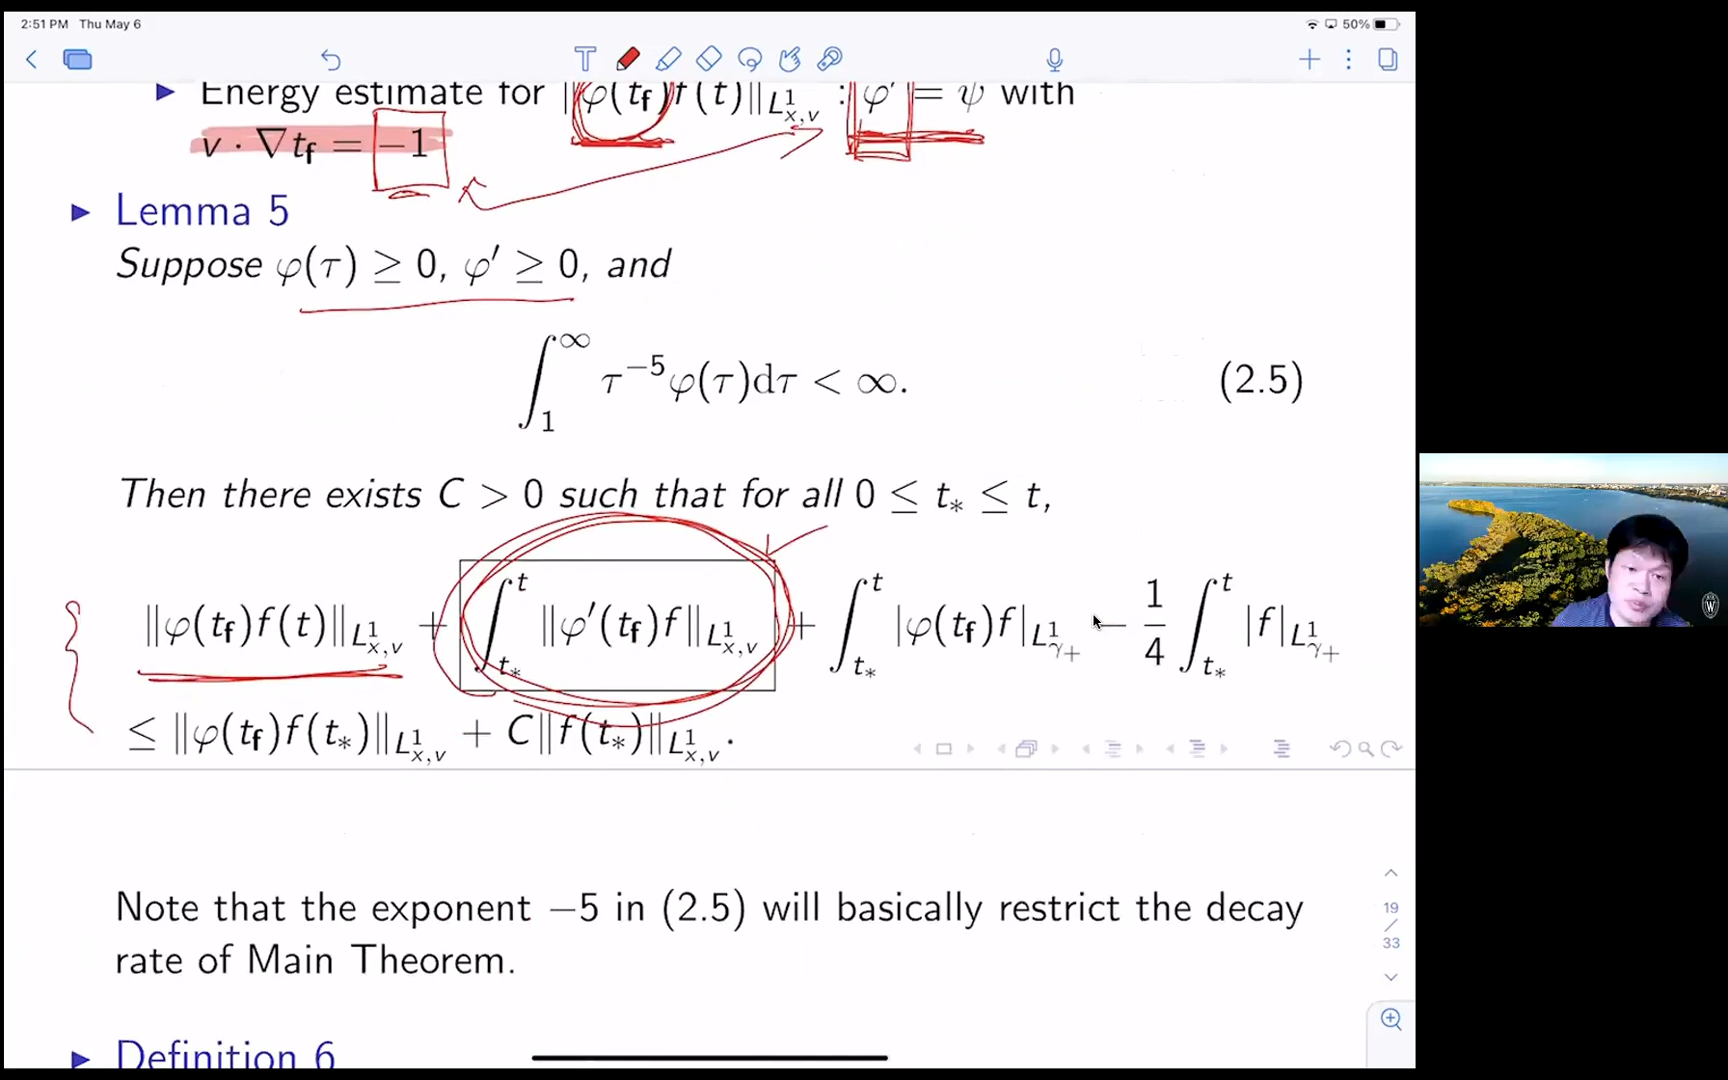 2:51 PM Thu May 6
50%
▶ Energy estimate for ‖φ(t_f)f(t)‖_{L^1_{x,v}} : φ′ = ψ with
v · ∇t_f = −1
▶ Lemma 5
Suppose φ(τ) ≥ 0, φ′ ≥ 0, and
∫_1^∞ τ^{−5}φ(τ)dτ < ∞. (2.5)
Then there exists C > 0 such that for all 0 ≤ t_* ≤ t,
‖φ(t_f)f(t)‖_{L^1_{x,v}} + ∫_{t_*}^t ‖φ′(t_f)f‖_{L^1_{x,v}} + ∫_{t_*}^t |φ(t_f)f|_{L^1_{γ+}} − 1/4 ∫_{t_*}^t |f|_{L^1_{γ+}}
≤ ‖φ(t_f)f(t_*)‖_{L^1_{x,v}} + C‖f(t_*)‖_{L^1_{x,v}}.
Note that the exponent −5 in (2.5) will basically restrict the decay
rate of Main Theorem.
19
/
33
▶ Definition 6
W